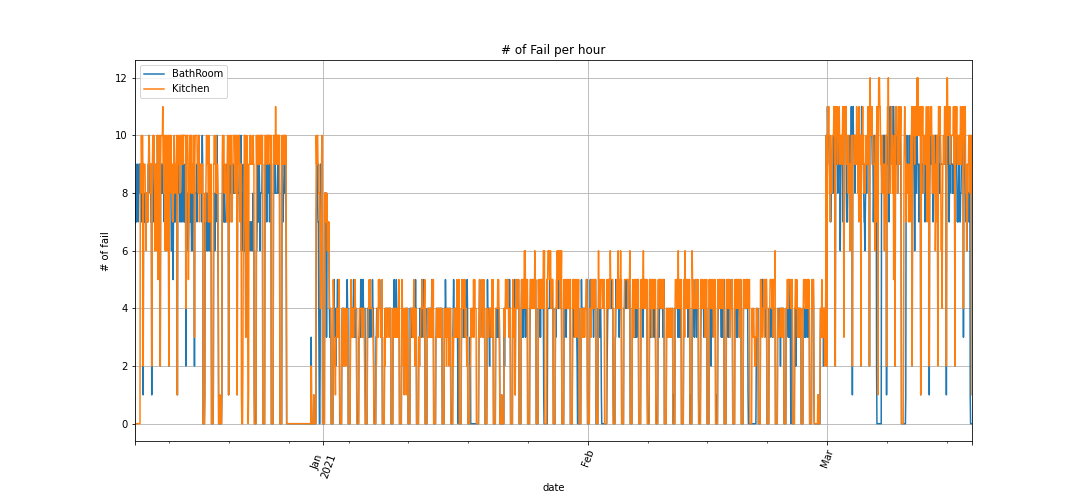 # of Fail per hour
BathRoom
Kitchen
# of fail
12
10
8
6
4
2
0
Jan
2021
Feb
Mar
date